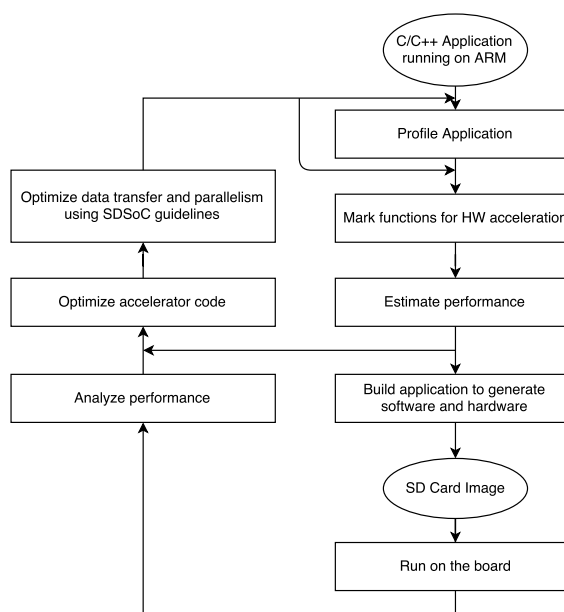 C/C++ Application
running on ARM
Profile Application
Optimize data transfer and parallelism
using SDSoC guidelines
Mark functions for HW acceleration
Optimize accelerator code
Estimate performance
Analyze performance
Build application to generate
software and hardware
SD Card Image
Run on the board